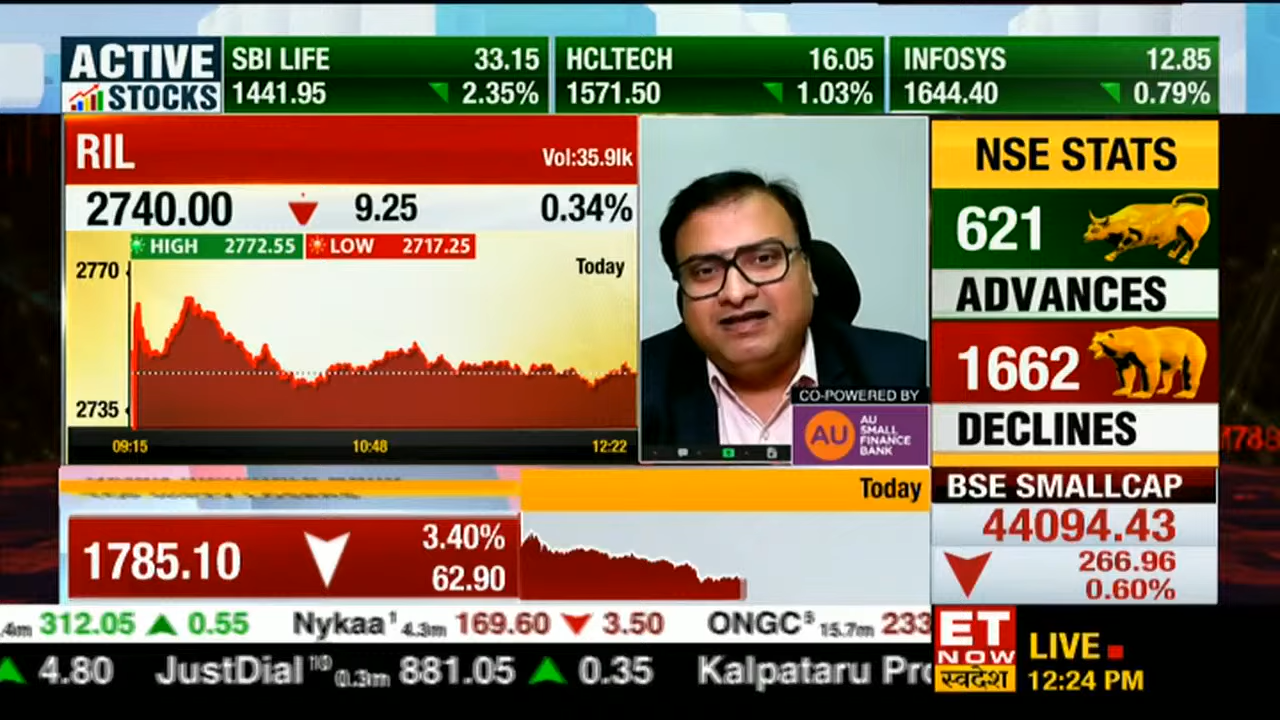 ACTIVE STOCKS
SBI LIFE 33.15
1441.95 2.35%
HCLTECH 16.05
1571.50 1.03%
INFOSYS 12.85
1644.40 0.79%
RIL Vol:35.9lk
2740.00 9.25 0.34%
HIGH 2772.55 LOW 2717.25
Today
2770
2735
09:15 10:48 12:22
CO-POWERED BY
AU
AU
SMALL
FINANCE
BANK
NSE STATS
621
ADVANCES
1662
DECLINES
BSE SMALLCAP
44094.43
266.96
0.60%
Today
1785.10 3.40%
62.90
.4m 312.05 0.55 Nykaa 4.3m 169.60 3.50 ONGC 15.7m 233
4.80 JustDial 0.3m 881.05 0.35 Kalpataru Pro
ET
NOW
स्वदेश
LIVE
12:24 PM